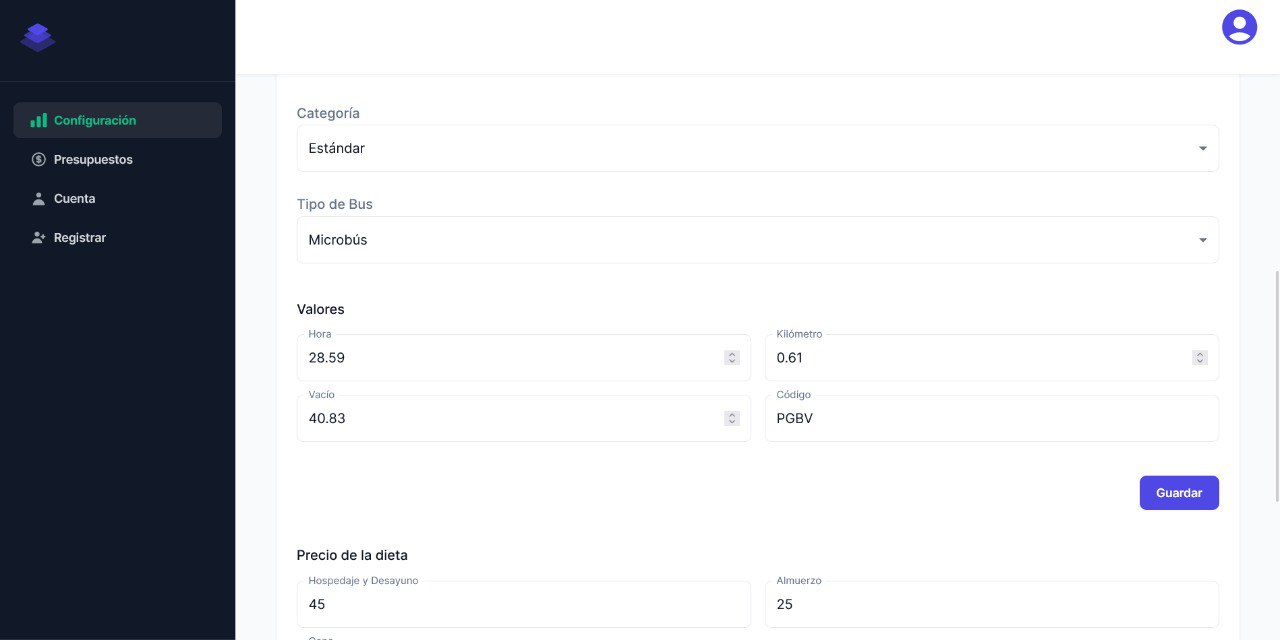 Configuración
Presupuestos
Cuenta
Registrar
Categoría
Estándar
Tipo de Bus
Microbús
Valores
Hora
28.59
Kilómetro
0.61
Vacío
40.83
Código
PGBV
Guardar
Precio de la dieta
Hospedaje y Desayuno
45
Almuerzo
25